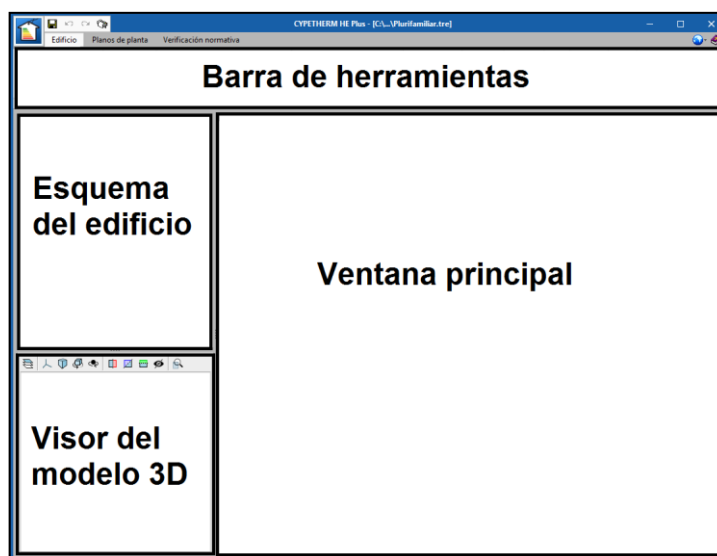 CYPETHERM HE Plus - [C:\...\Plurifamiliar.tre]
Edificio Planos de planta Verificación normativa
Barra de herramientas
Esquema
del edificio
Ventana principal
Visor del
modelo 3D